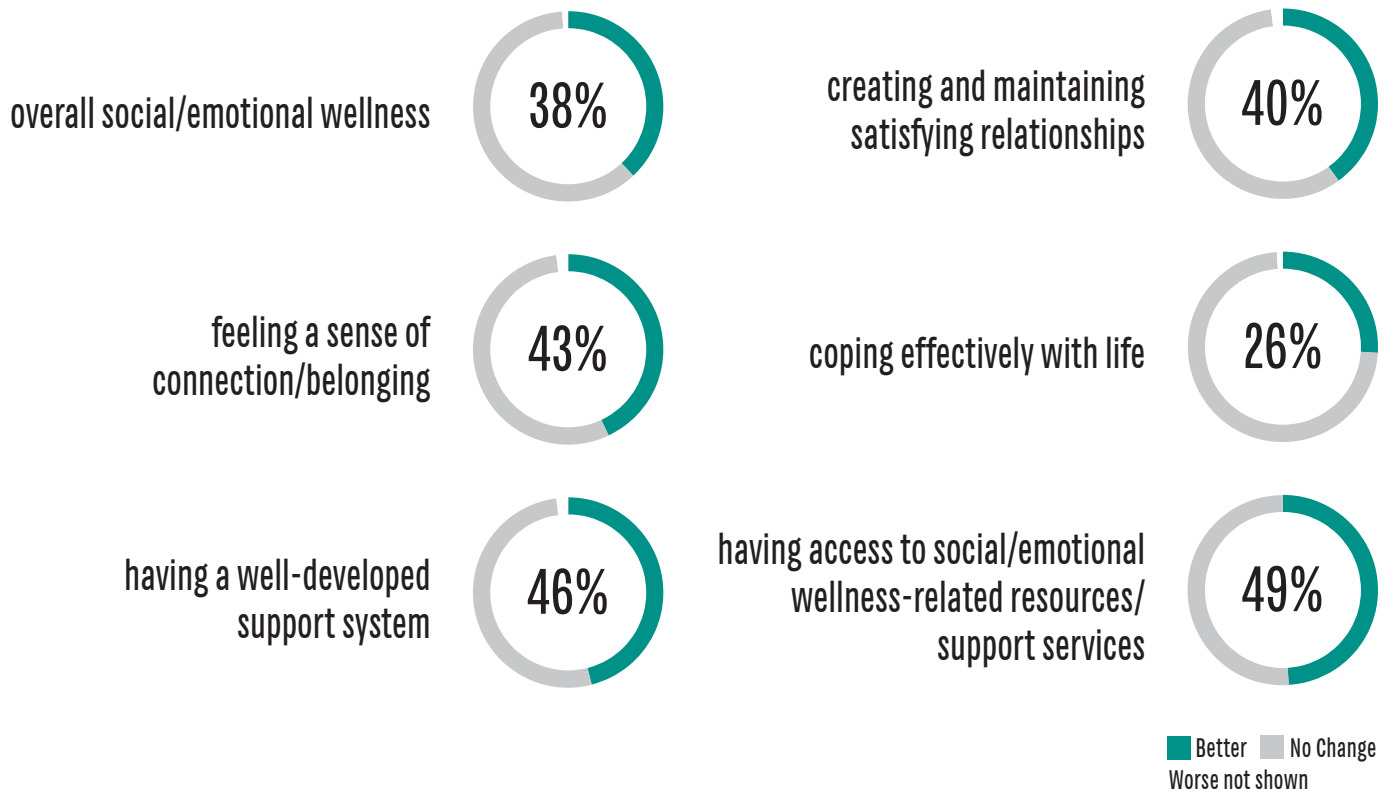 overall social/emotional wellness
38%
creating and maintaining
satisfying relationships
40%
feeling a sense of
connection/belonging
43%
coping effectively with life
26%
having a well-developed
support system
46%
having access to social/emotional
wellness-related resources/
support services
49%
Better No Change
Worse not shown